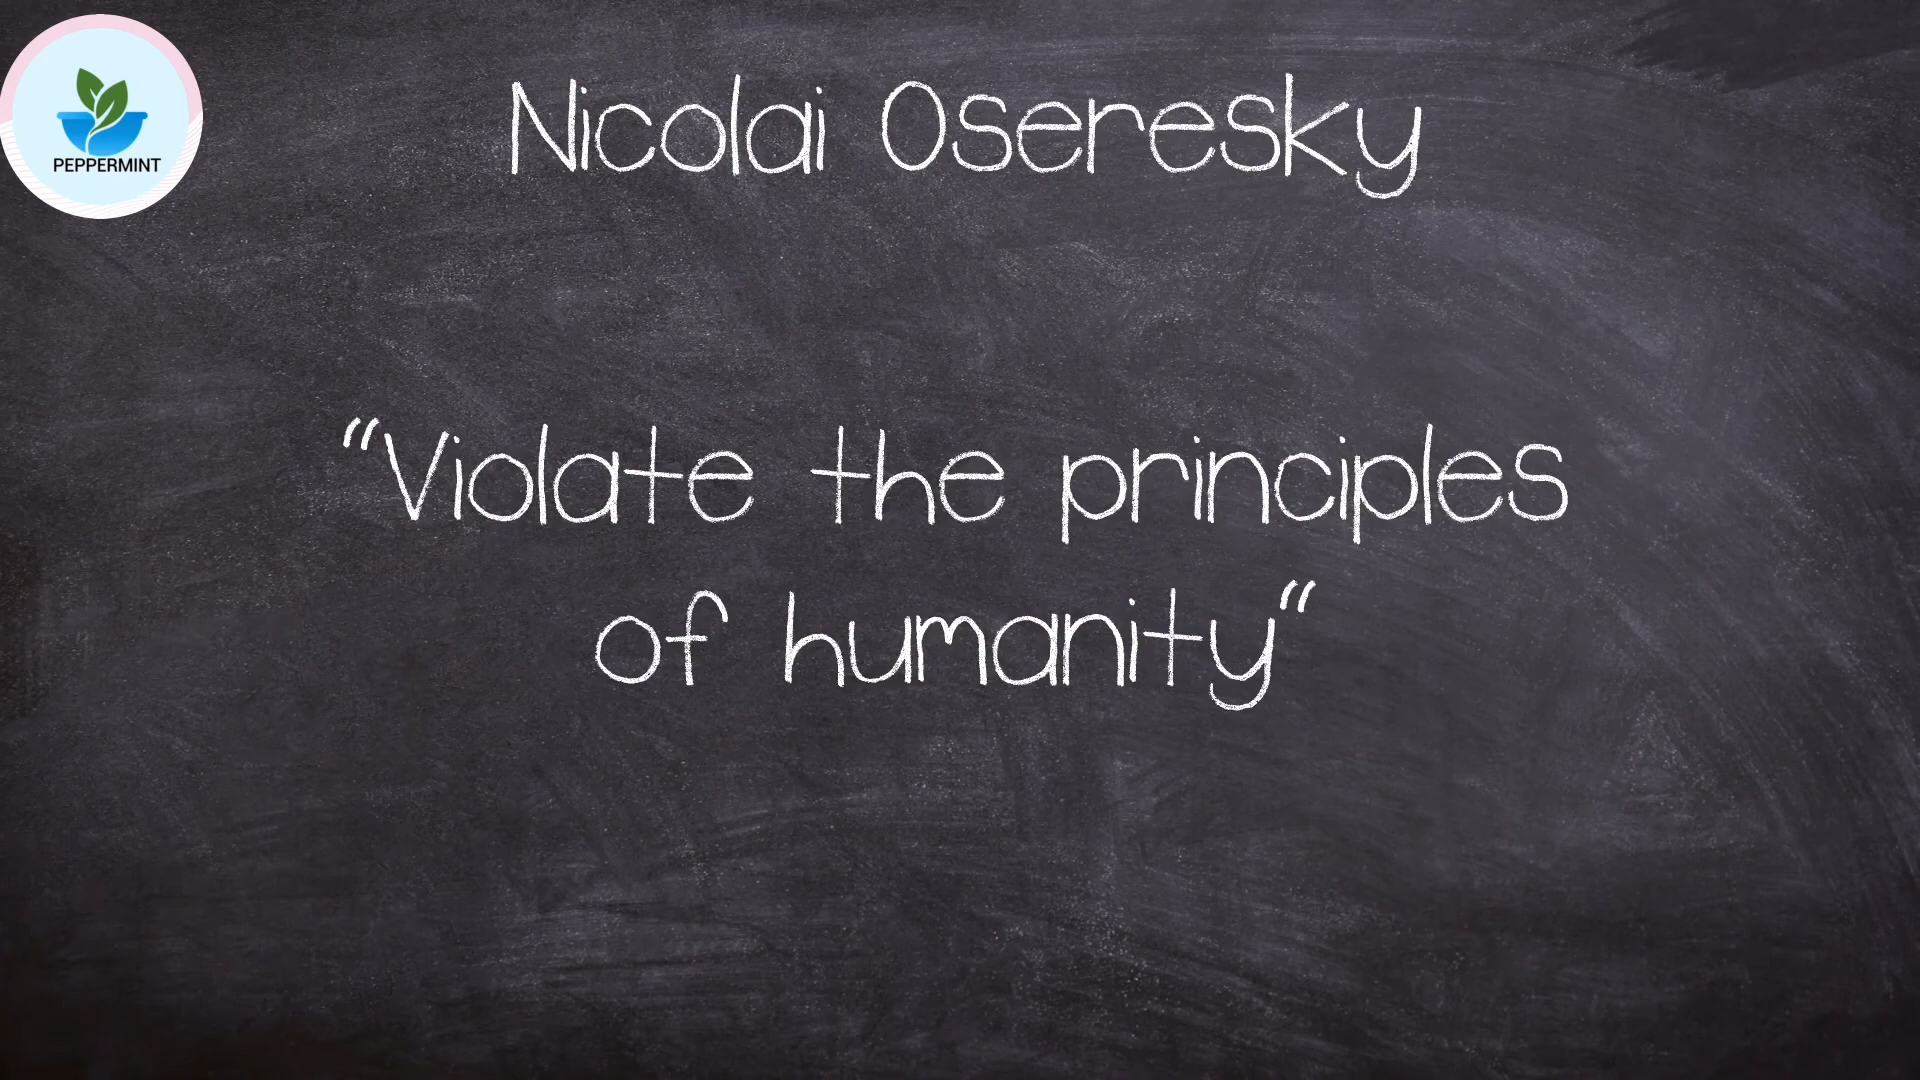 PEPPERMINT
Nicolai Oseresky
“Violate the principles
of humanity“